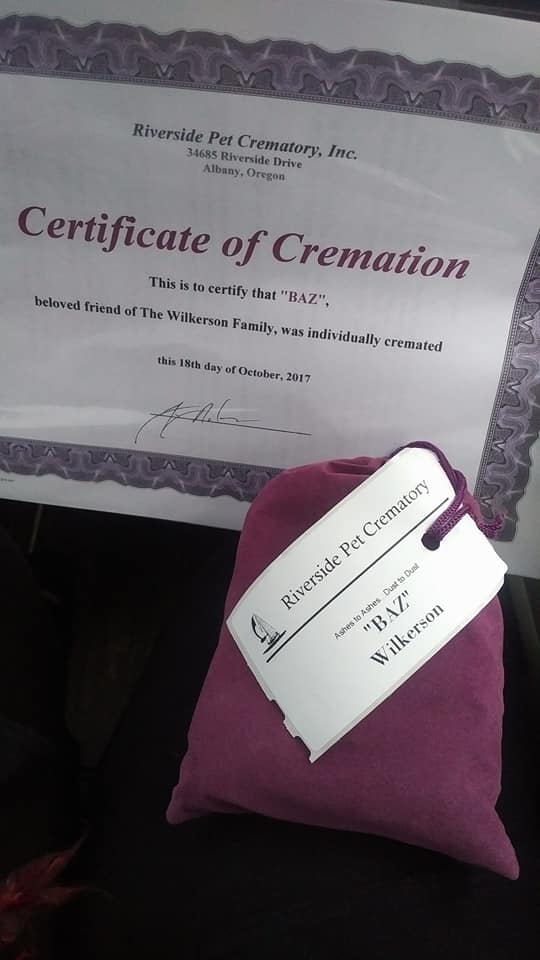 Riverside Pet Crematory, Inc.
34685 Riverside Drive
Albany, Oregon
Certificate of Cremation
This is to certify that "BAZ",
beloved friend of The Wilkerson Family, was individually cremated
this 18th day of October, 2017
Riverside Pet Crematory
Ashes to Ashes...Dust to Dust
"BAZ"
Wilkerson